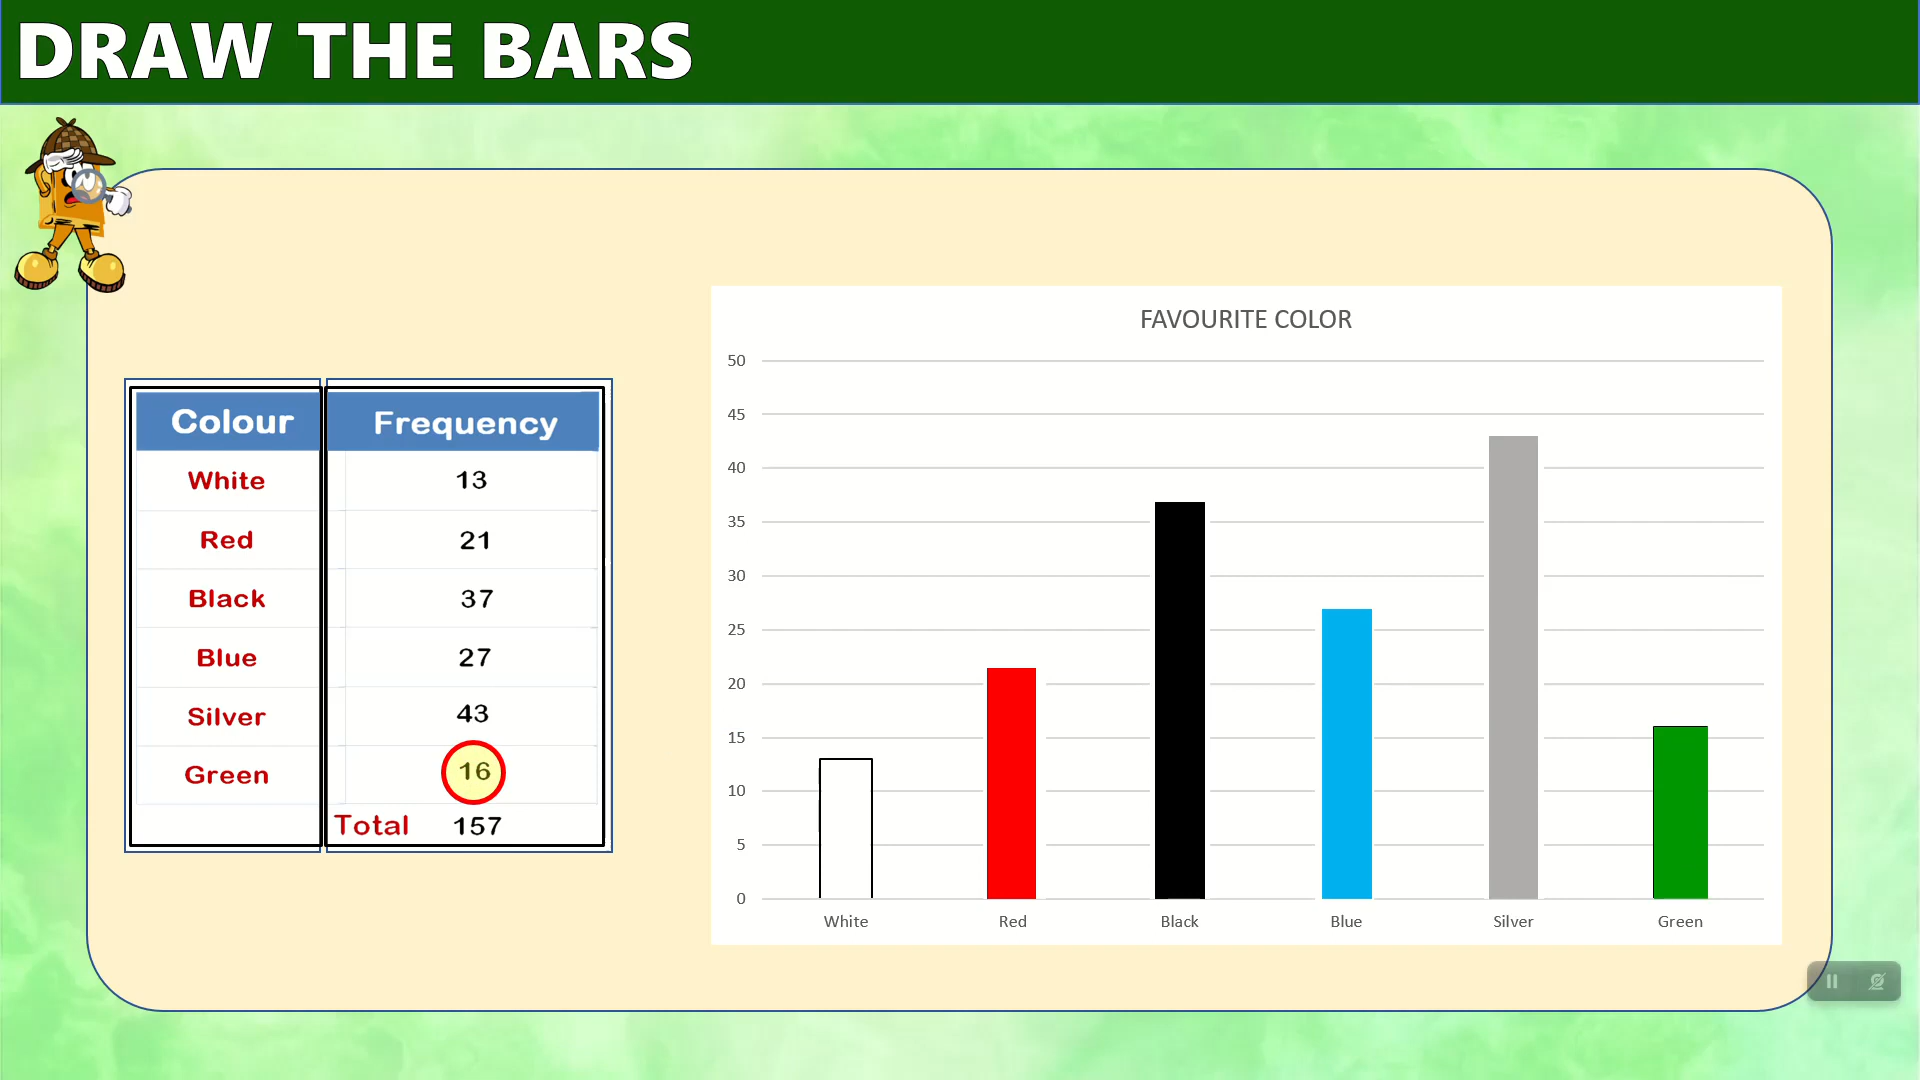 DRAW THE BARS
Colour Frequency
White 13
Red 21
Black 37
Blue 27
Silver 43
Green 16
Total 157
FAVOURITE COLOR
50
45
40
35
30
25
20
15
10
5
0
White Red Black Blue Silver Green